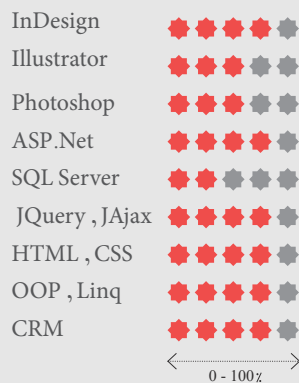 InDesign
Illustrator
Photoshop
ASP.Net
SQL Server
JQuery , JAjax
HTML , CSS
OOP , Linq
CRM
0 - 100%